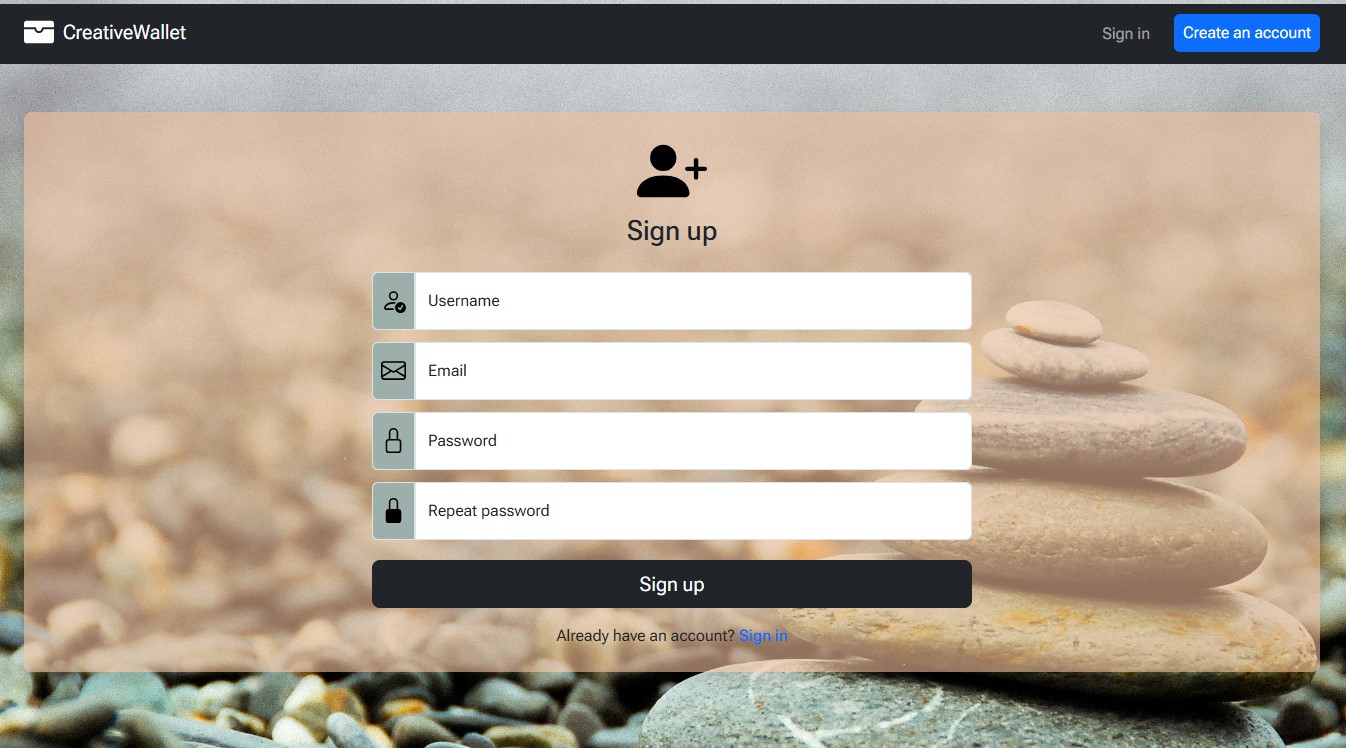 CreativeWallet
Sign in
Create an account
Sign up
Username
Email
Password
Repeat password
Sign up
Already have an account? Sign in